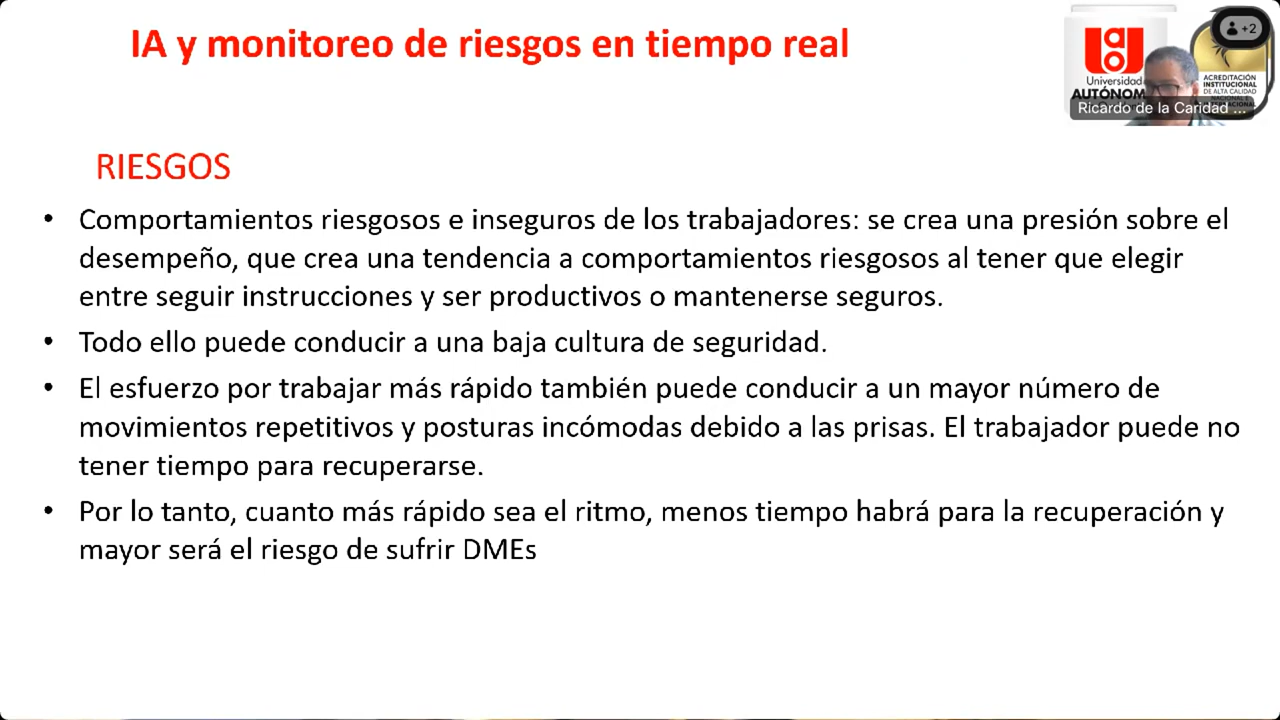 IA y monitoreo de riesgos en tiempo real
+2
Universidad
AUTÓNOM
ACREDITACIÓN
INSTITUCIONAL
DE ALTA CALIDAD
Ricardo de la Caridad ...
RIESGOS
• Comportamientos riesgosos e inseguros de los trabajadores: se crea una presión sobre el
desempeño, que crea una tendencia a comportamientos riesgosos al tener que elegir
entre seguir instrucciones y ser productivos o mantenerse seguros.
• Todo ello puede conducir a una baja cultura de seguridad.
• El esfuerzo por trabajar más rápido también puede conducir a un mayor número de
movimientos repetitivos y posturas incómodas debido a las prisas. El trabajador puede no
tener tiempo para recuperarse.
• Por lo tanto, cuanto más rápido sea el ritmo, menos tiempo habrá para la recuperación y
mayor será el riesgo de sufrir DMEs